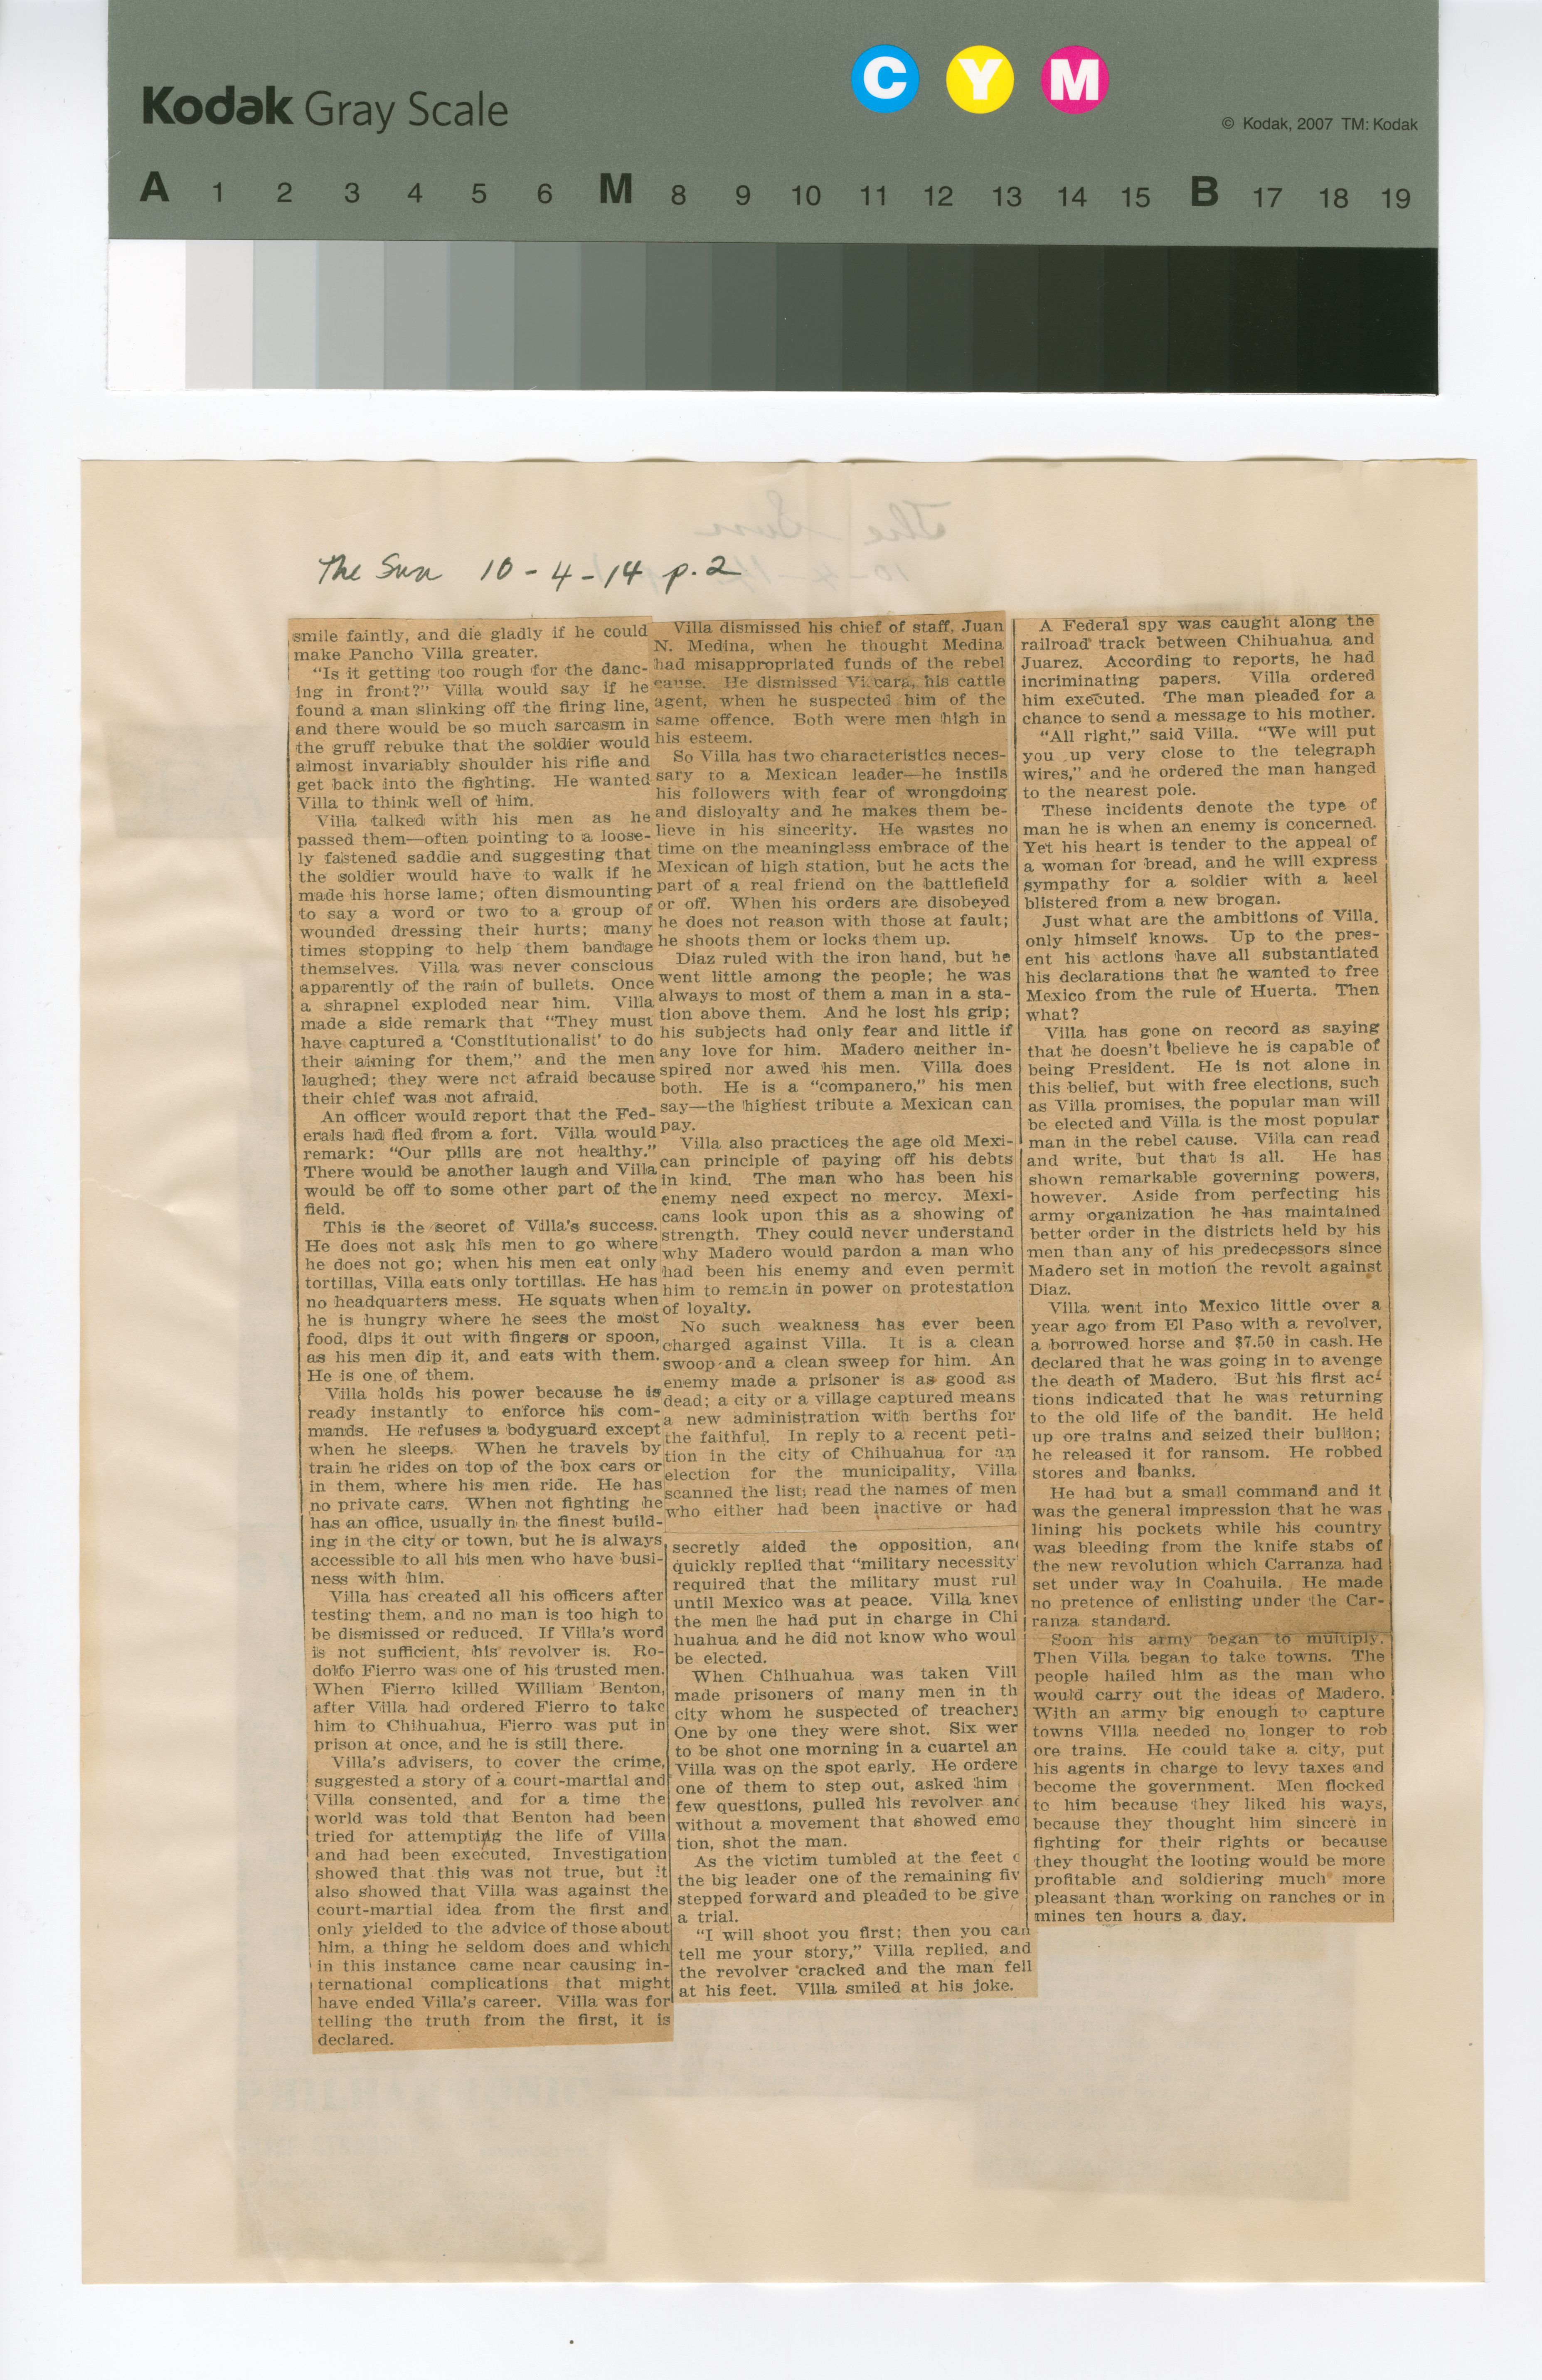 Kodak Gray Scale
C Y M
© Kodak, 2007 TM: Kodak
A 1 2 3 4 5 6 M 8 9 10 11 12 13 14 15 B 17 18 19
The Sun 10-4-14 p.2
smile faintly, and die gladly if he could
make Pancho Villa greater.
"Is it getting too rough for the danc-
ing in front?" Villa would say if he
found a man slinking off the firing line,
and there would be so much sarcasm in
the gruff rebuke that the soldier would
almost invariably shoulder his rifle and
get back into the fighting. He wanted
Villa to think well of him.
Villa talked with his men as he
passed them—often pointing to a loose-
ly fastened saddle and suggesting that
the soldier would have to walk if he
made his horse lame; often dismounting
to say a word or two to a group of
wounded dressing their hurts; many
times stopping to help them bandage
themselves. Villa was never conscious
apparently of the rain of bullets. Once
a shrapnel exploded near him. Villa
made a side remark that "They must
have captured a 'Constitutionalist' to do
their aiming for them," and the men
laughed; they were not afraid because
their chief was not afraid.
An officer would report that the Fed-
erals had fled from a fort. Villa would
remark: "Our pills are not healthy."
There would be another laugh and Villa
would be off to some other part of the
field.
This is the secret of Villa's success.
He does not ask his men to go where
he does not go; when his men eat only
tortillas, Villa eats only tortillas. He has
no headquarters mess. He squats when
he is hungry where he sees the most
food, dips it out with fingers or spoon,
as his men dip it, and eats with them.
He is one of them.
Villa holds his power because he is
ready instantly to enforce his com-
mands. He refuses a bodyguard except
when he sleeps. When he travels by
train he rides on top of the box cars or
in them, where his men ride. He has
no private cars. When not fighting he
has an office, usually in the finest build-
ing in the city or town, but he is always
accessible to all his men who have busi-
ness with him.
Villa has created all his officers after
testing them, and no man is too high to
be dismissed or reduced. If Villa's word
is not sufficient, his revolver is. Ro-
dolfo Fierro was one of his trusted men.
When Fierro killed William Benton,
after Villa had ordered Fierro to take
him to Chihuahua, Fierro was put in
prison at once, and he is still there.
Villa's advisers, to cover the crime,
suggested a story of a court-martial and
Villa consented, and for a time the
world was told that Benton had been
tried for attempting the life of Villa
and had been executed. Investigation
showed that this was not true, but it
also showed that Villa was against the
court-martial idea from the first and
only yielded to the advice of those about
him, a thing he seldom does and which
in this instance came near causing in-
ternational complications that might
have ended Villa's career. Villa was for
telling the truth from the first, it is
declared.
Villa dismissed his chief of staff, Juan
N. Medina, when he thought Medina
had misappropriated funds of the rebel
cause. He dismissed his cattle
agent, when he suspected him of the
same offence. Both were men high in
his esteem.
So Villa has two characteristics neces-
sary to a Mexican leader—he instils
his followers with fear of wrongdoing
and disloyalty and he makes them be-
lieve in his sincerity. He wastes no
time on the meaningless embrace of the
Mexican of high station, but he acts the
part of a real friend on the battlefield
or off. When his orders are disobeyed
he does not reason with those at fault;
he shoots them or locks them up.
Diaz ruled with the iron hand, but he
went little among the people; he was
always to most of them a man in a sta-
tion above them. And he lost his grip;
his subjects had only fear and little if
any love for him. Madero neither in-
spired nor awed his men. Villa does
both. He is a "companero," his men
say—the highest tribute a Mexican can
pay.
Villa also practices the age old Mexi-
can principle of paying off his debts
in kind. The man who has been his
enemy need expect no mercy. Mexi-
cans look upon this as a showing of
strength. They could never understand
why Madero would pardon a man who
had been his enemy and even permit
him to remain in power on protestation
of loyalty.
No such weakness has ever been
charged against Villa. It is a clean
swoop and a clean sweep for him. An
enemy made a prisoner is as good as
dead; a city or a village captured means
a new administration with berths for
the faithful. In reply to a recent peti-
tion in the city of Chihuahua for an
election for the municipality, Villa
scanned the list; read the names of men
who either had been inactive or had
secretly aided the opposition, an
quickly replied that "military necessity
required that the military must rul
until Mexico was at peace. Villa knew
the men he had put in charge in Chi
huahua and he did not know who woul
be elected.
When Chihuahua was taken Vill
made prisoners of many men in th
city whom he suspected of treachery
One by one they were shot. Six wer
to be shot one morning in a cuartel an
Villa was on the spot early. He ordere
one of them to step out, asked him
few questions, pulled his revolver and
without a movement that showed emo
tion, shot the man.
As the victim tumbled at the feet o
the big leader one of the remaining fiv
stepped forward and pleaded to be give
a trial.
"I will shoot you first; then you can
tell me your story," Villa replied, and
the revolver cracked and the man fell
at his feet. Villa smiled at his joke.
A Federal spy was caught along the
railroad track between Chihuahua and
Juarez. According to reports, he had
incriminating papers. Villa ordered
him executed. The man pleaded for a
chance to send a message to his mother.
"All right," said Villa. "We will put
you up very close to the telegraph
wires," and he ordered the man hanged
to the nearest pole.
These incidents denote the type of
man he is when an enemy is concerned.
Yet his heart is tender to the appeal of
a woman for bread, and he will express
sympathy for a soldier with a heel
blistered from a new brogan.
Just what are the ambitions of Villa,
only himself knows. Up to the pres-
ent his actions have all substantiated
his declarations that he wanted to free
Mexico from the rule of Huerta. Then
what?
Villa has gone on record as saying
that he doesn't believe he is capable of
being President. He is not alone in
this belief, but with free elections, such
as Villa promises, the popular man will
be elected and Villa is the most popular
man in the rebel cause. Villa can read
and write, but that is all. He has
shown remarkable governing powers,
however. Aside from perfecting his
army organization he has maintained
better order in the districts held by his
men than any of his predecessors since
Madero set in motion the revolt against
Diaz.
Villa went into Mexico little over a
year ago from El Paso with a revolver,
a borrowed horse and $7.50 in cash. He
declared that he was going in to avenge
the death of Madero. But his first ac-
tions indicated that he was returning
to the old life of the bandit. He held
up ore trains and seized their bullion;
he released it for ransom. He robbed
stores and banks.
He had but a small command and it
was the general impression that he was
lining his pockets while his country
was bleeding from the knife stabs of
the new revolution which Carranza had
set under way in Coahuila. He made
no pretence of enlisting under the Car-
ranza standard.
Soon his army began to multiply.
Then Villa began to take towns. The
people hailed him as the man who
would carry out the ideas of Madero.
With an army big enough to capture
towns Villa needed no longer to rob
ore trains. He could take a city, put
his agents in charge to levy taxes and
become the government. Men flocked
to him because they liked his ways,
because they thought him sincere in
fighting for their rights or because
they thought the looting would be more
profitable and soldiering much more
pleasant than working on ranches or in
mines ten hours a day.